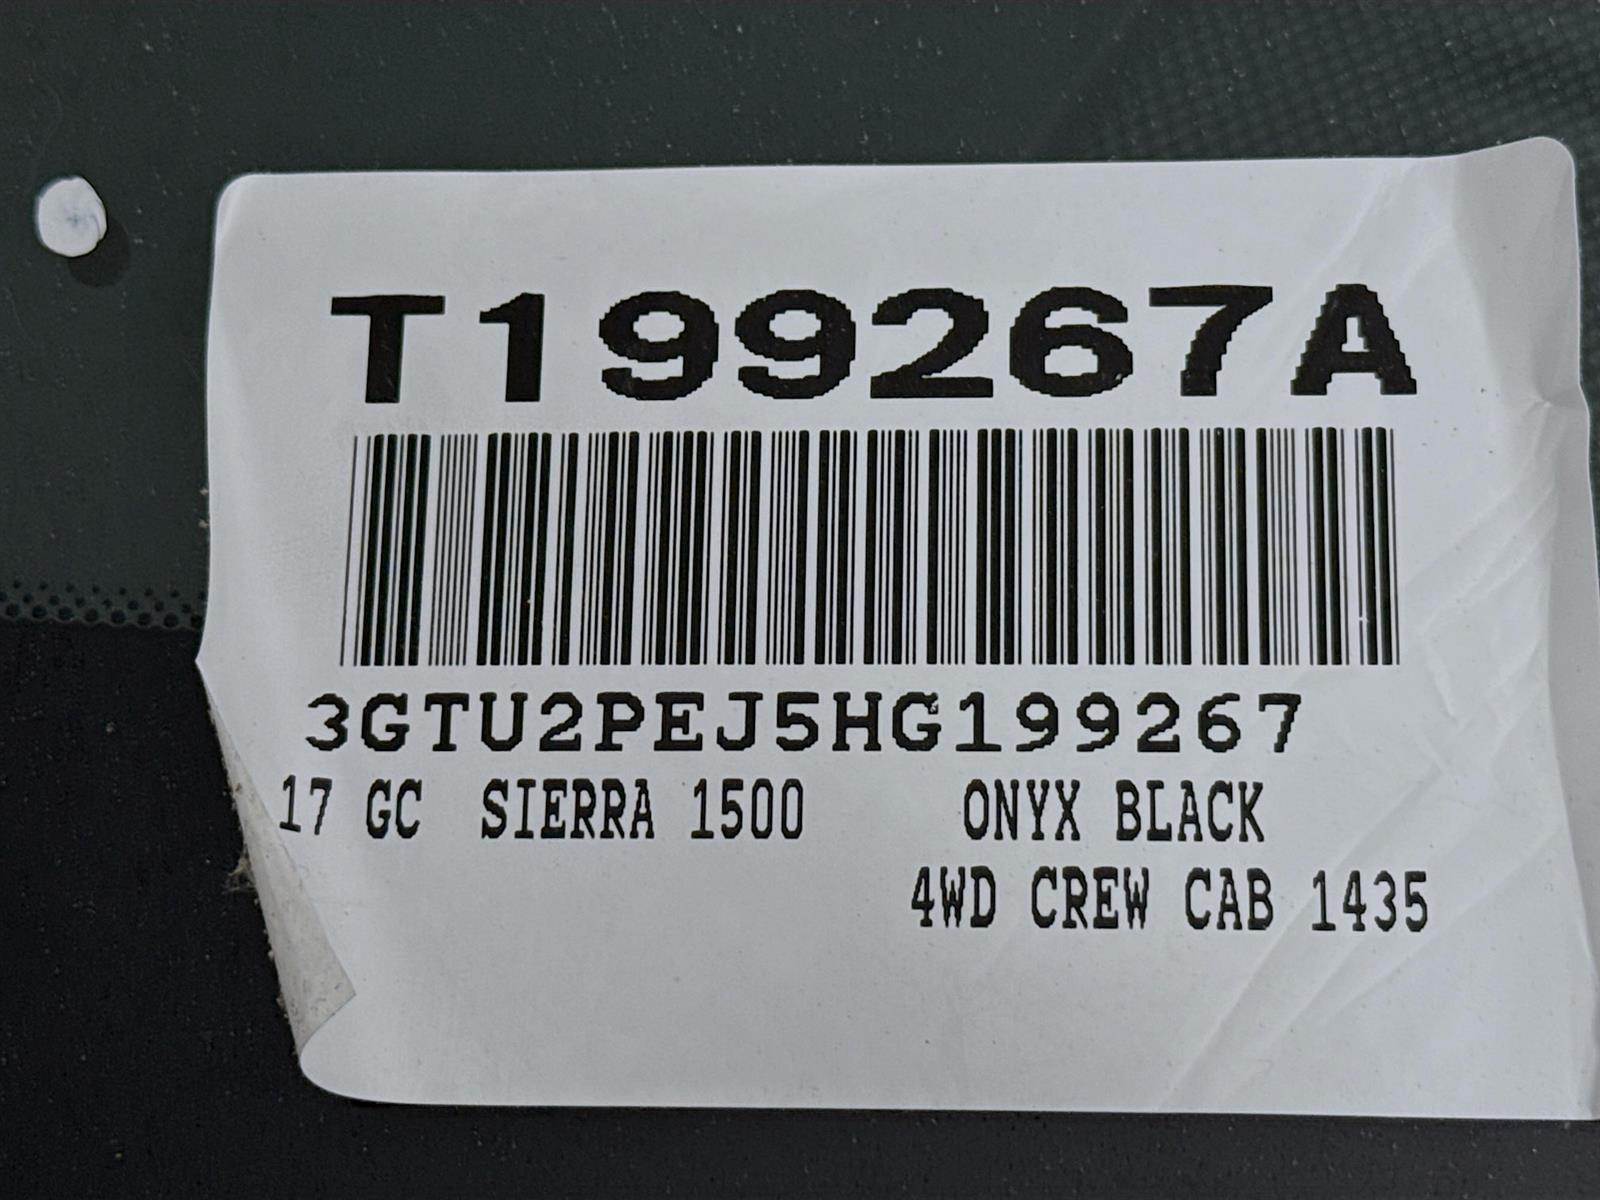 T199267A
3GTU2PEJ5HG199267
17 GC SIERRA 1500 ONYX BLACK
4WD CREW CAB 1435